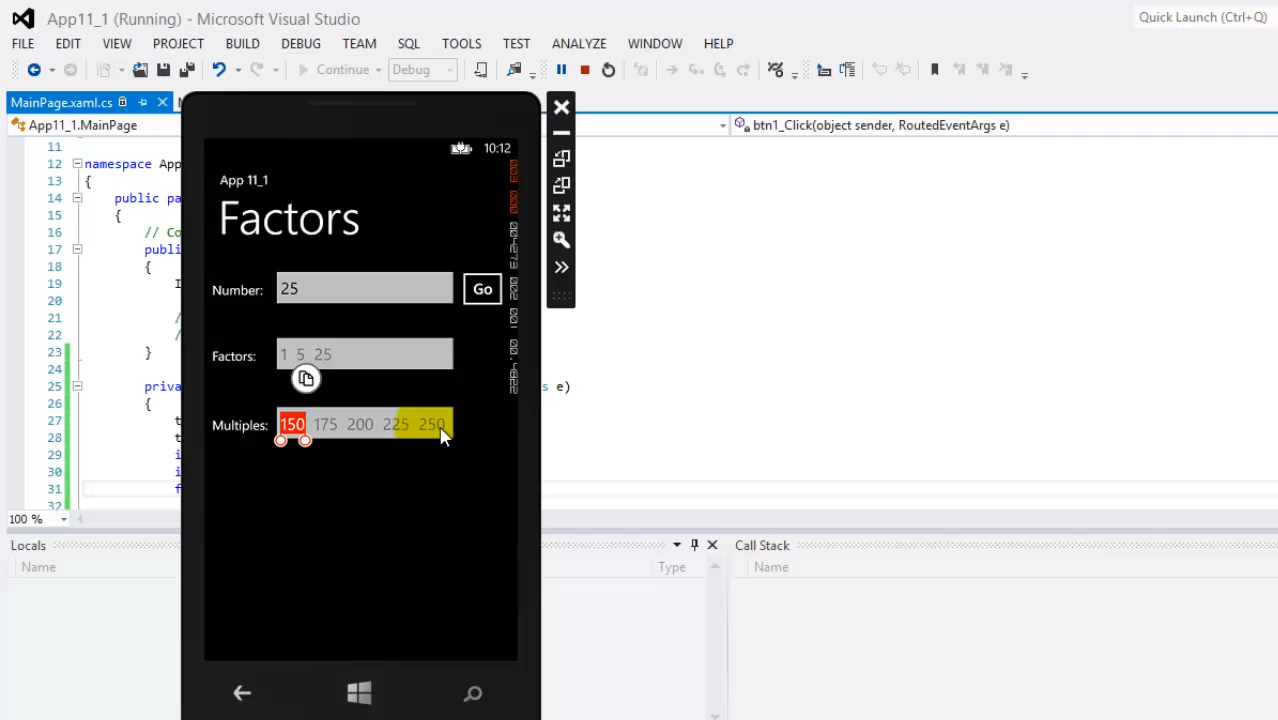 App11_1 (Running) - Microsoft Visual Studio
Quick Launch (Ctrl+Q)
FILE EDIT VIEW PROJECT BUILD DEBUG TEAM SQL TOOLS TEST ANALYZE WINDOW HELP
Continue Debug
MainPage.xaml.cs
App11_1.MainPage
btn1_Click(object sender, RoutedEventArgs e)
11
12 namespace App
13 {
14 public pa
15 {
16 // Co
17 publi
18 {
19 I
20
21 /
22 /
23 }
24
25 priva s e)
26 {
27 t
28 t
29 i
30 i
31 f
32
100 %
10:12
App 11_1
Factors
Number: 25 Go
Factors: 1 5 25
Multiples: 150 175 200 225 250
Locals
Name Type
Call Stack
Name